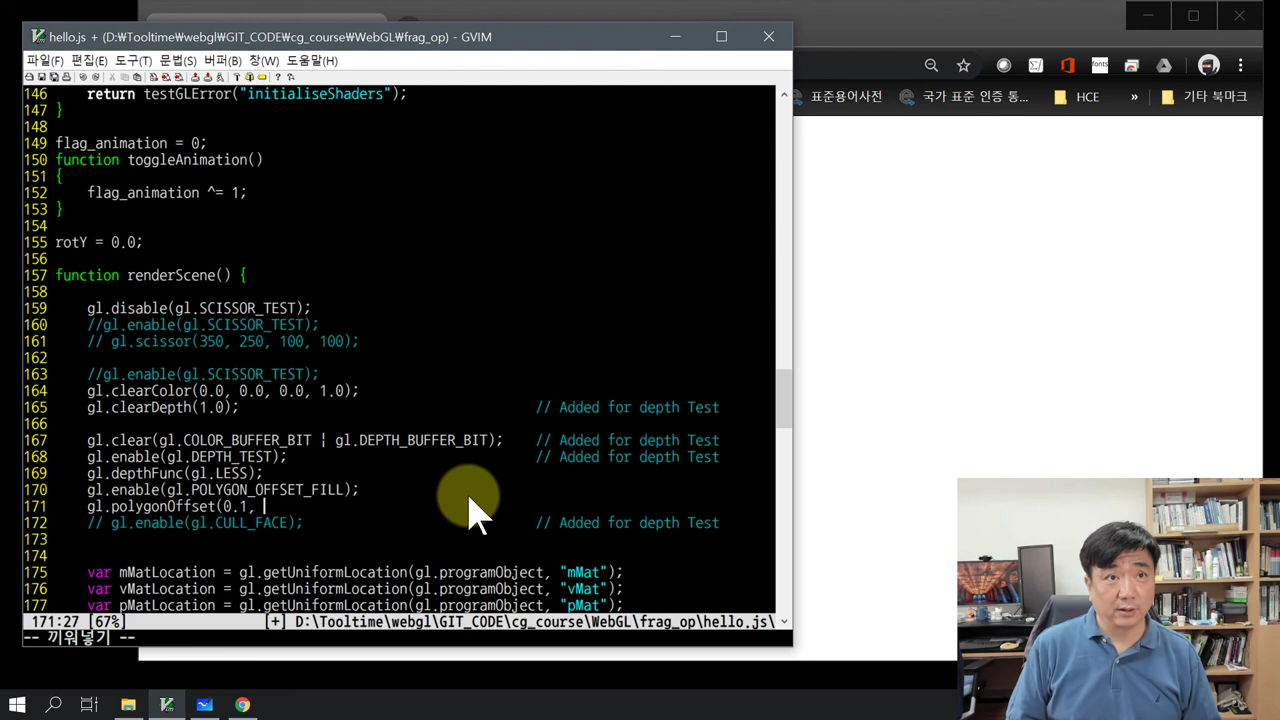 hello.js + (D:₩Tooltime₩webgl₩GIT_CODE₩cg_course₩WebGL₩frag_op) - GVIM
파일(F) 편집(E) 도구(T) 문법(S) 버퍼(B) 창(W) 도움말(H)
fonts
표준용어사전 국가 표준 인증 통... HCE » 기타 북마크
146 return testGLError("initialiseShaders");
147 }
148
149 flag_animation = 0;
150 function toggleAnimation()
151 {
152 flag_animation ^= 1;
153 }
154
155 rotY = 0.0;
156
157 function renderScene() {
158
159 gl.disable(gl.SCISSOR_TEST);
160 //gl.enable(gl.SCISSOR_TEST);
161 // gl.scissor(350, 250, 100, 100);
162
163 //gl.enable(gl.SCISSOR_TEST);
164 gl.clearColor(0.0, 0.0, 0.0, 1.0);
165 gl.clearDepth(1.0); // Added for depth Test
166
167 gl.clear(gl.COLOR_BUFFER_BIT | gl.DEPTH_BUFFER_BIT); // Added for depth Test
168 gl.enable(gl.DEPTH_TEST); // Added for depth Test
169 gl.depthFunc(gl.LESS);
170 gl.enable(gl.POLYGON_OFFSET_FILL);
171 gl.polygonOffset(0.1,
172 // gl.enable(gl.CULL_FACE); // Added for depth Test
173
174
175 var mMatLocation = gl.getUniformLocation(gl.programObject, "mMat");
176 var vMatLocation = gl.getUniformLocation(gl.programObject, "vMat");
177 var pMatLocation = gl.getUniformLocation(gl.programObject, "pMat");
171:27 [67%] [+] D:\Tooltime\webgl\GIT_CODE\cg_course\WebGL\frag_op\hello.js\
-- 끼워넣기 --